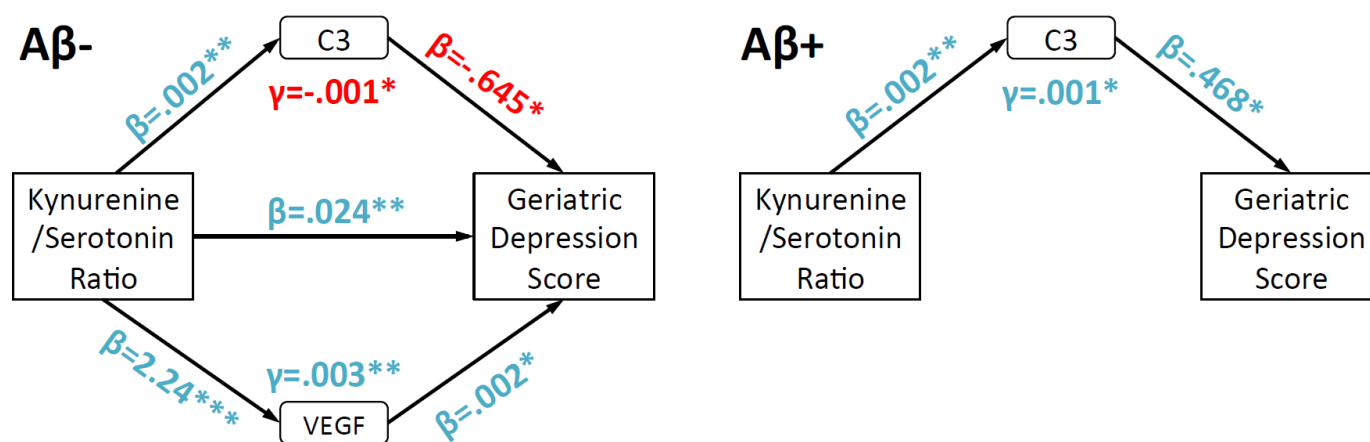 Aβ-
C3
β=.002**
γ=-.001*
β=-.645*
Kynurenine
/Serotonin
Ratio
β=.024**
Geriatric
Depression
Score
β=2.24***
γ=.003**
β=.002*
VEGF
Aβ+
C3
β=.002**
γ=.001*
β=.468*
Kynurenine
/Serotonin
Ratio
Geriatric
Depression
Score